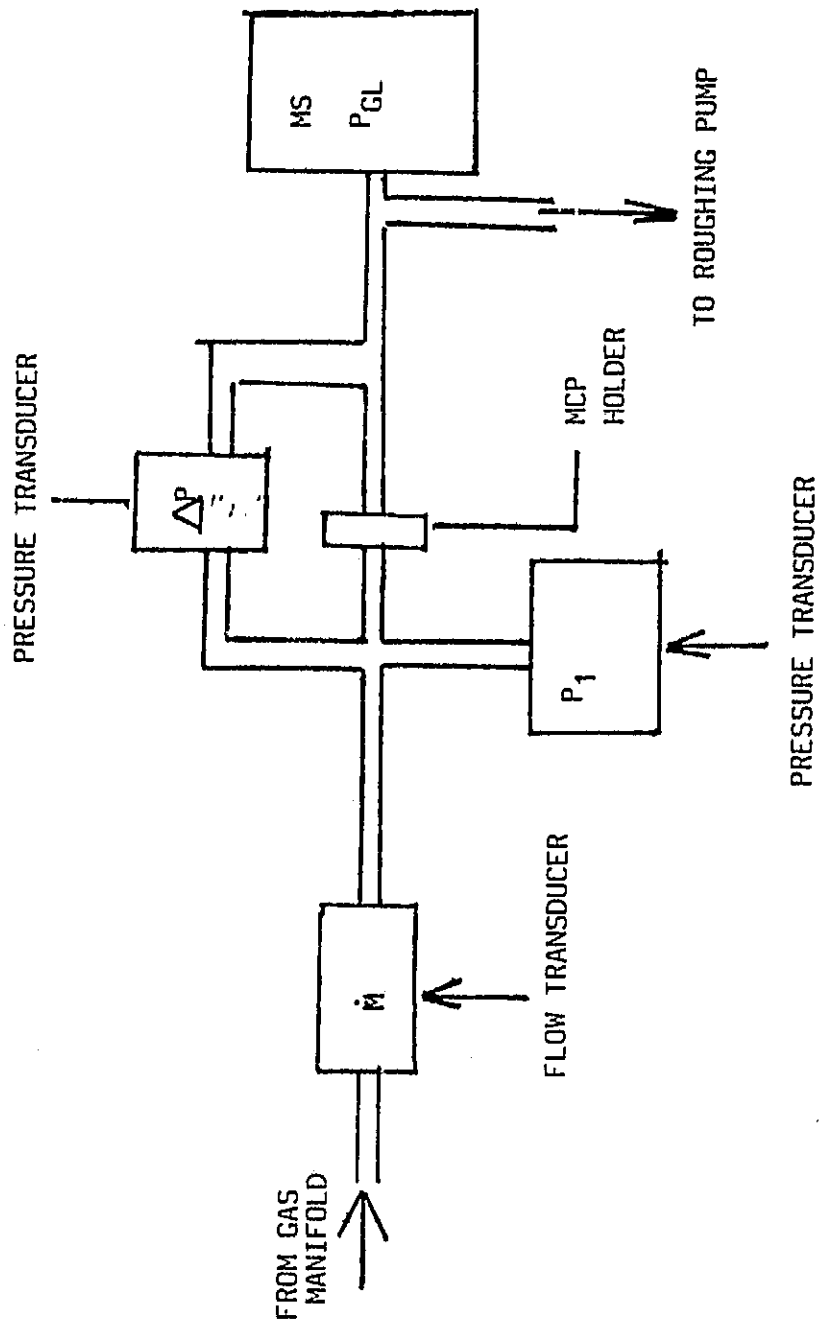 FROM GAS
MANIFOLD
Ṁ
FLOW TRANSDUCER
PRESSURE TRANSDUCER
ΔP
P1
PRESSURE TRANSDUCER
MCP
HOLDER
MS
PGL
TO ROUGHING PUMP